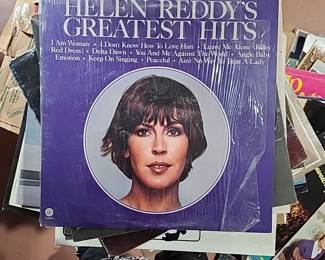 HELEN REDDY'S
GREATEST HITS
I Am Woman • I Don't Know How To Love Him • Leave Me Alone (Ruby
Red Dress) • Delta Dawn • You And Me Against The World • Angie Baby
Emotion • Keep On Singing • Peaceful • Ain't No Way To Treat A Lady